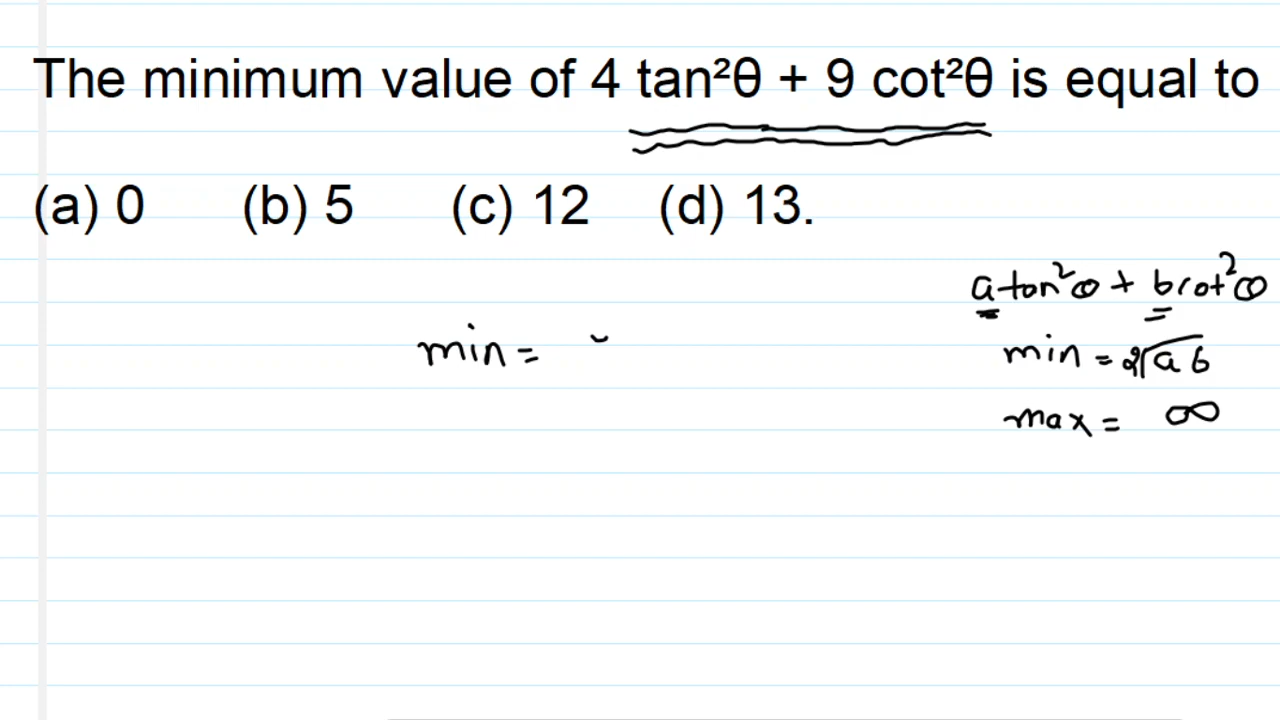 The minimum value of 4 tan²θ + 9 cot²θ is equal to
(a) 0 (b) 5 (c) 12 (d) 13.
a tan²θ + b cot²θ
min = 2√ab
max = ∞
min =